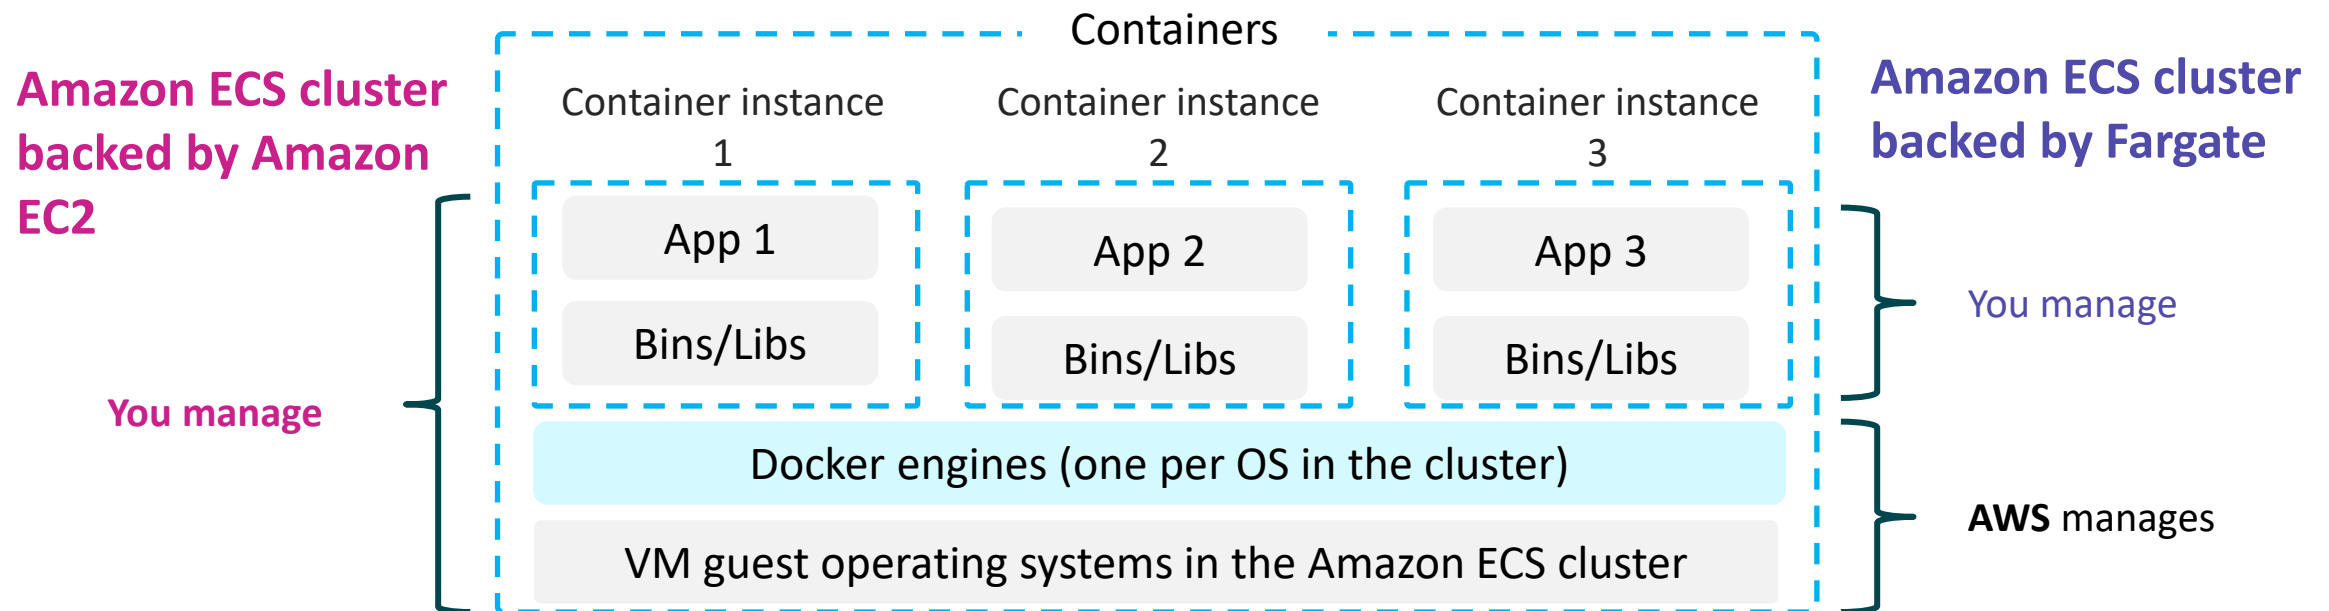 Containers
Amazon ECS cluster
backed by Amazon
EC2
You manage
Container instance
1
Container instance
2
Container instance
3
App 1
Bins/Libs
App 2
Bins/Libs
App 3
Bins/Libs
Docker engines (one per OS in the cluster)
VM guest operating systems in the Amazon ECS cluster
Amazon ECS cluster
backed by Fargate
You manage
AWS manages